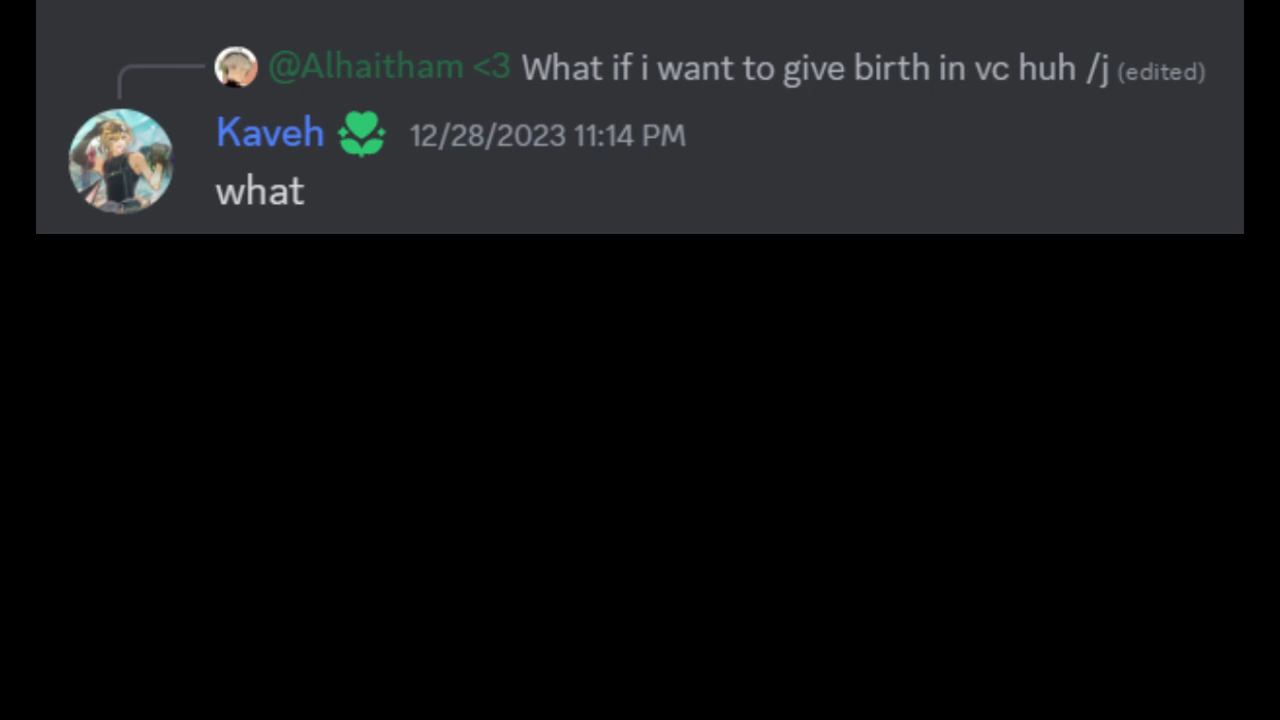 @Alhaitham <3 What if i want to give birth in vc huh /j (edited)
Kaveh 12/28/2023 11:14 PM
what